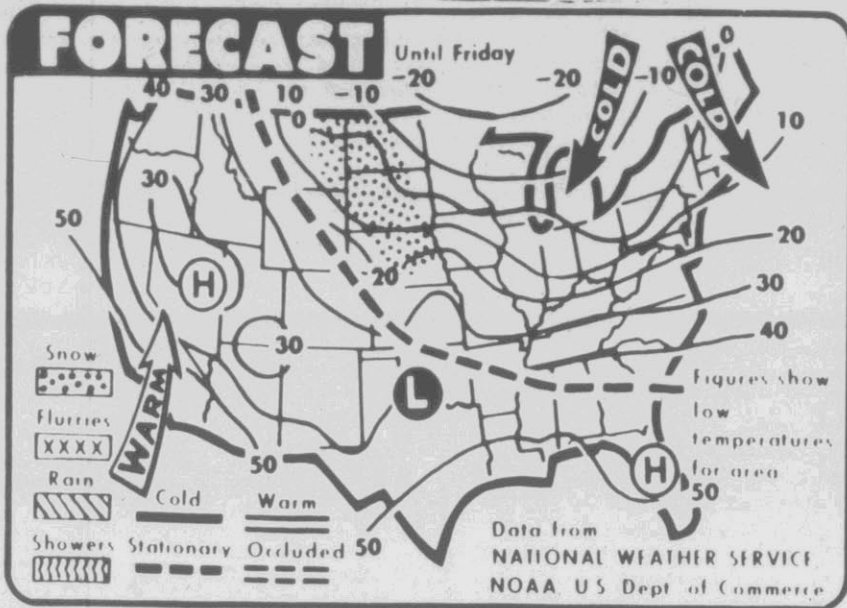 FORECAST
Until Friday
-20 -20 -10 0
40 30 10 -10
0
COLD
COLD
10
30
50
20
20
30
30
40
H
L
H
WARM
50
50
50
Figures show
low
temperatures
for area
Snow
Flurries
XXXX
Rain
Showers
Cold Warm
Stationary Occluded
Data from
NATIONAL WEATHER SERVICE,
NOAA, U S Dept of Commerce